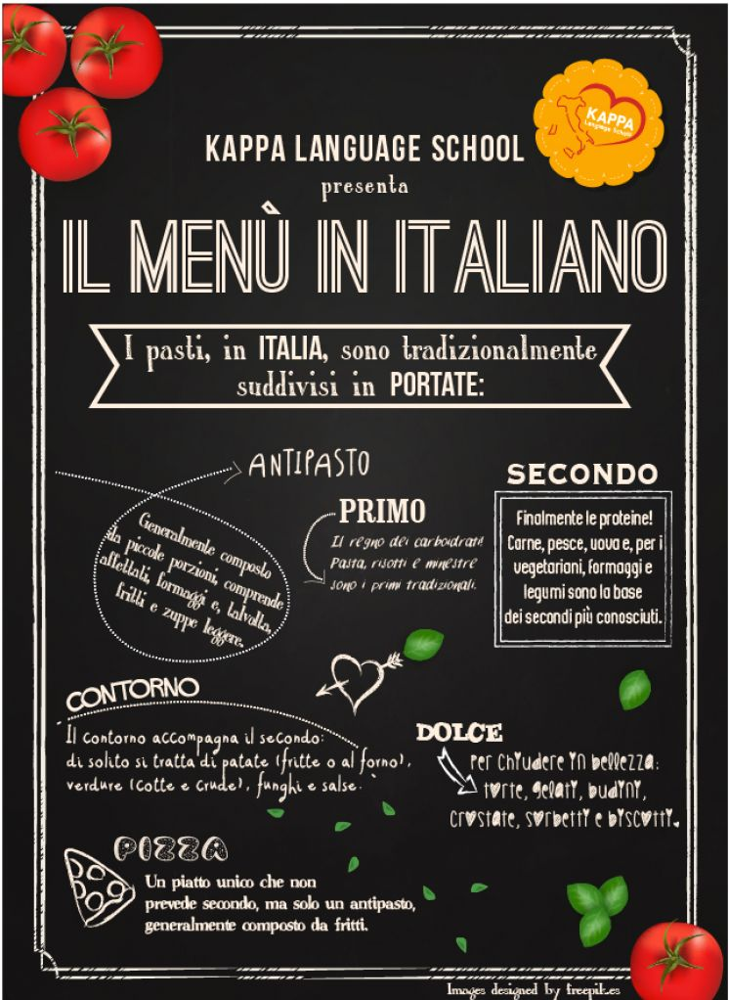 KAPPA
Language School
KAPPA LANGUAGE SCHOOL
presenta
IL MENÙ IN ITALIANO
I pasti, in ITALIA, sono tradizionalmente
suddivisi in PORTATE:
ANTIPASTO
Generalmente composto
da piccole porzioni, comprende
affettati, formaggi e, talvolta,
fritti e zuppe leggere.
PRIMO
Il regno dei carboidrati!
Pasta, risotti e minestre
sono i primi tradizionali.
SECONDO
Finalmente le proteine!
Carne, pesce, uova e, per i
vegetariani, formaggi e
legumi sono la base
dei secondi più conosciuti.
CONTORNO
Il contorno accompagna il secondo:
di solito si tratta di patate (fritte o al forno),
verdure (cotte e crude), funghi e salse.
DOLCE
Per chiudere in bellezza:
torte, gelati, budini,
crostate, sorbetti e biscotti.
PIZZA
Un piatto unico che non
prevede secondo, ma solo un antipasto,
generalmente composto da fritti.
Images designed by freepik.es